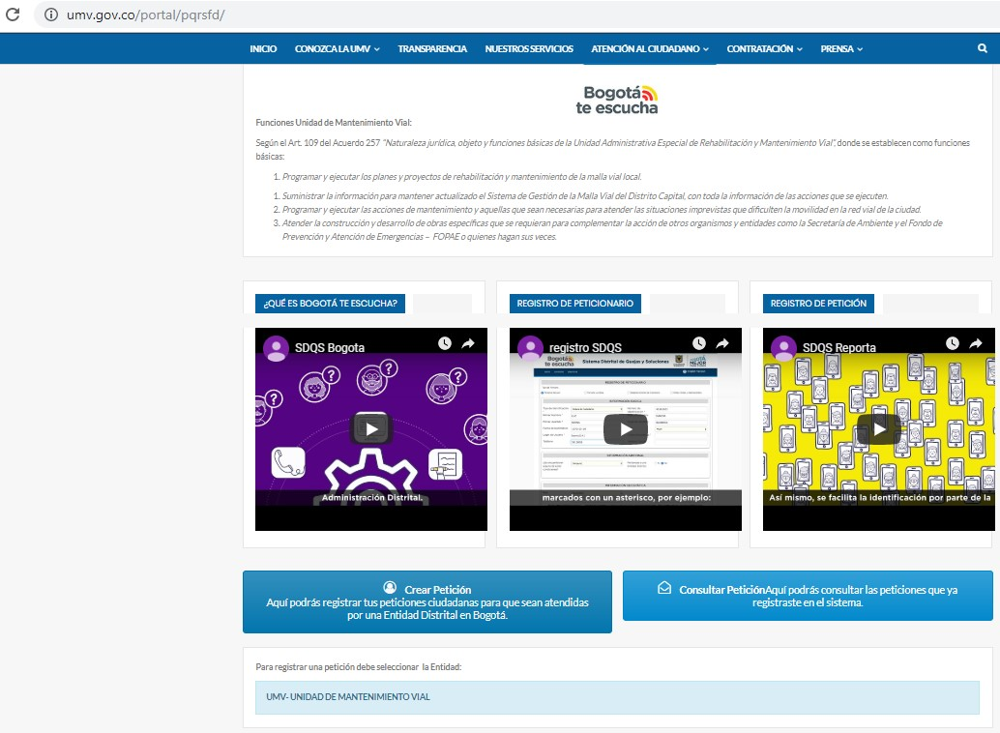 umv.gov.co/portal/pqrsfd/
INICIO CONOZCA LA UMV TRANSPARENCIA NUESTROS SERVICIOS ATENCIÓN AL CIUDADANO CONTRATACIÓN PRENSA
Bogotá
te escucha
Funciones Unidad de Mantenimiento Vial:
Según el Art. 109 del Acuerdo 257 "Naturaleza jurídica, objeto y funciones básicas de la Unidad Administrativa Especial de Rehabilitación y Mantenimiento Vial", donde se establecen como funciones
básicas:
1. Programar y ejecutar los planes y proyectos de rehabilitación y mantenimiento de la malla vial local.
1. Suministrar la información para mantener actualizado el Sistema de Gestión de la Malla Vial del Distrito Capital, con toda la información de las acciones que se ejecuten.
2. Programar y ejecutar las acciones de mantenimiento y aquellas que sean necesarias para atender las situaciones imprevistas que dificulten la movilidad en la red vial de la ciudad.
3. Atender la construcción y desarrollo de obras específicas que se requieran para complementar la acción de otros organismos y entidades como la Secretaría de Ambiente y el Fondo de
Prevención y Atención de Emergencias – FOPAE o quienes hagan sus veces.
¿QUÉ ES BOGOTÁ TE ESCUCHA?
SDQS Bogota
? ? ? ? ?
Administración Distrital.
REGISTRO DE PETICIONARIO
registro SDQS
Bogotá
te escucha
Sistema Distrital de Quejas y Soluciones
REGISTRO DE PETICIONARIO
marcados con un asterisco, por ejemplo:
REGISTRO DE PETICIÓN
SDQS Reporta
Así mismo, se facilita la identificación por parte de la
Crear Petición
Aquí podrás registrar tus peticiones ciudadanas para que sean atendidas
por una Entidad Distrital en Bogotá.
Consultar PeticiónAquí podrás consultar las peticiones que ya
registraste en el sistema.
Para registrar una petición debe seleccionar la Entidad:
UMV- UNIDAD DE MANTENIMIENTO VIAL